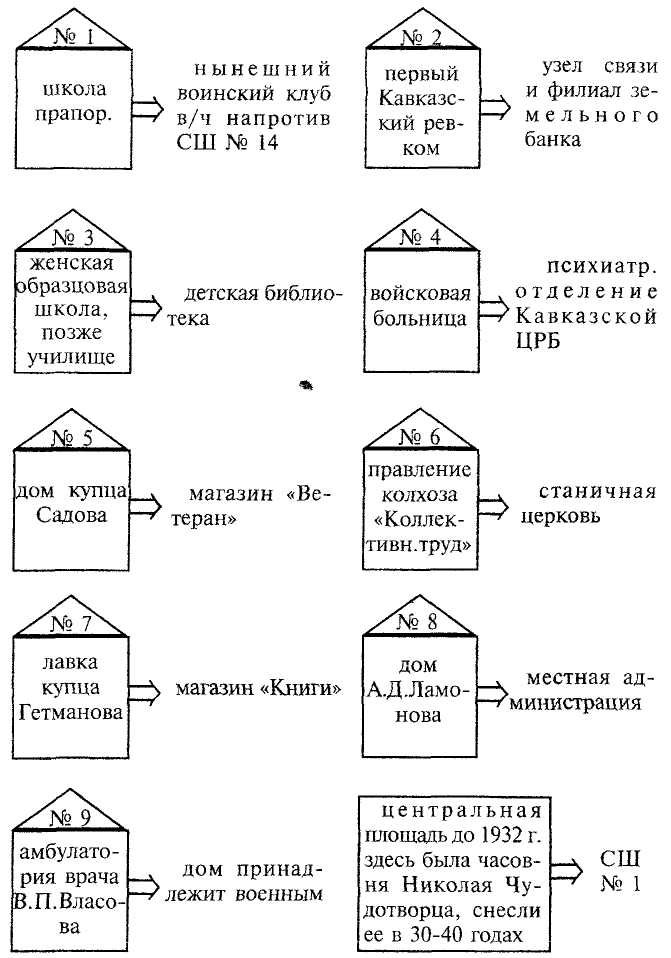 № 1
школа
прапор.
нынешний
воинский клуб
в/ч напротив
СШ № 14
№ 2
первый
Кавказс-
кий рев-
ком
узел связи
и филиал зе-
мельного
банка
№ 3
женская
образцовая
школа,
позже
училище
детская библио-
тека
№ 4
войсковая
больница
психиатр.
отделение
Кавказской
ЦРБ
№ 5
дом купца
Садова
магазин «Ве-
теран»
№ 6
правление
колхоза
«Коллек-
тивн.труд»
станичная
церковь
№ 7
лавка
купца
Гетманова
магазин «Книги»
№ 8
дом
А.Д.Ламо-
нова
местная ад-
министрация
№ 9
амбулато-
рия врача
В.П.Власо-
ва
дом принад-
лежит военным
центральная
площадь до 1932 г.
здесь была часов-
ня Николая Чу-
дотворца, снесли
ее в 30-40 годах
СШ
№ 1